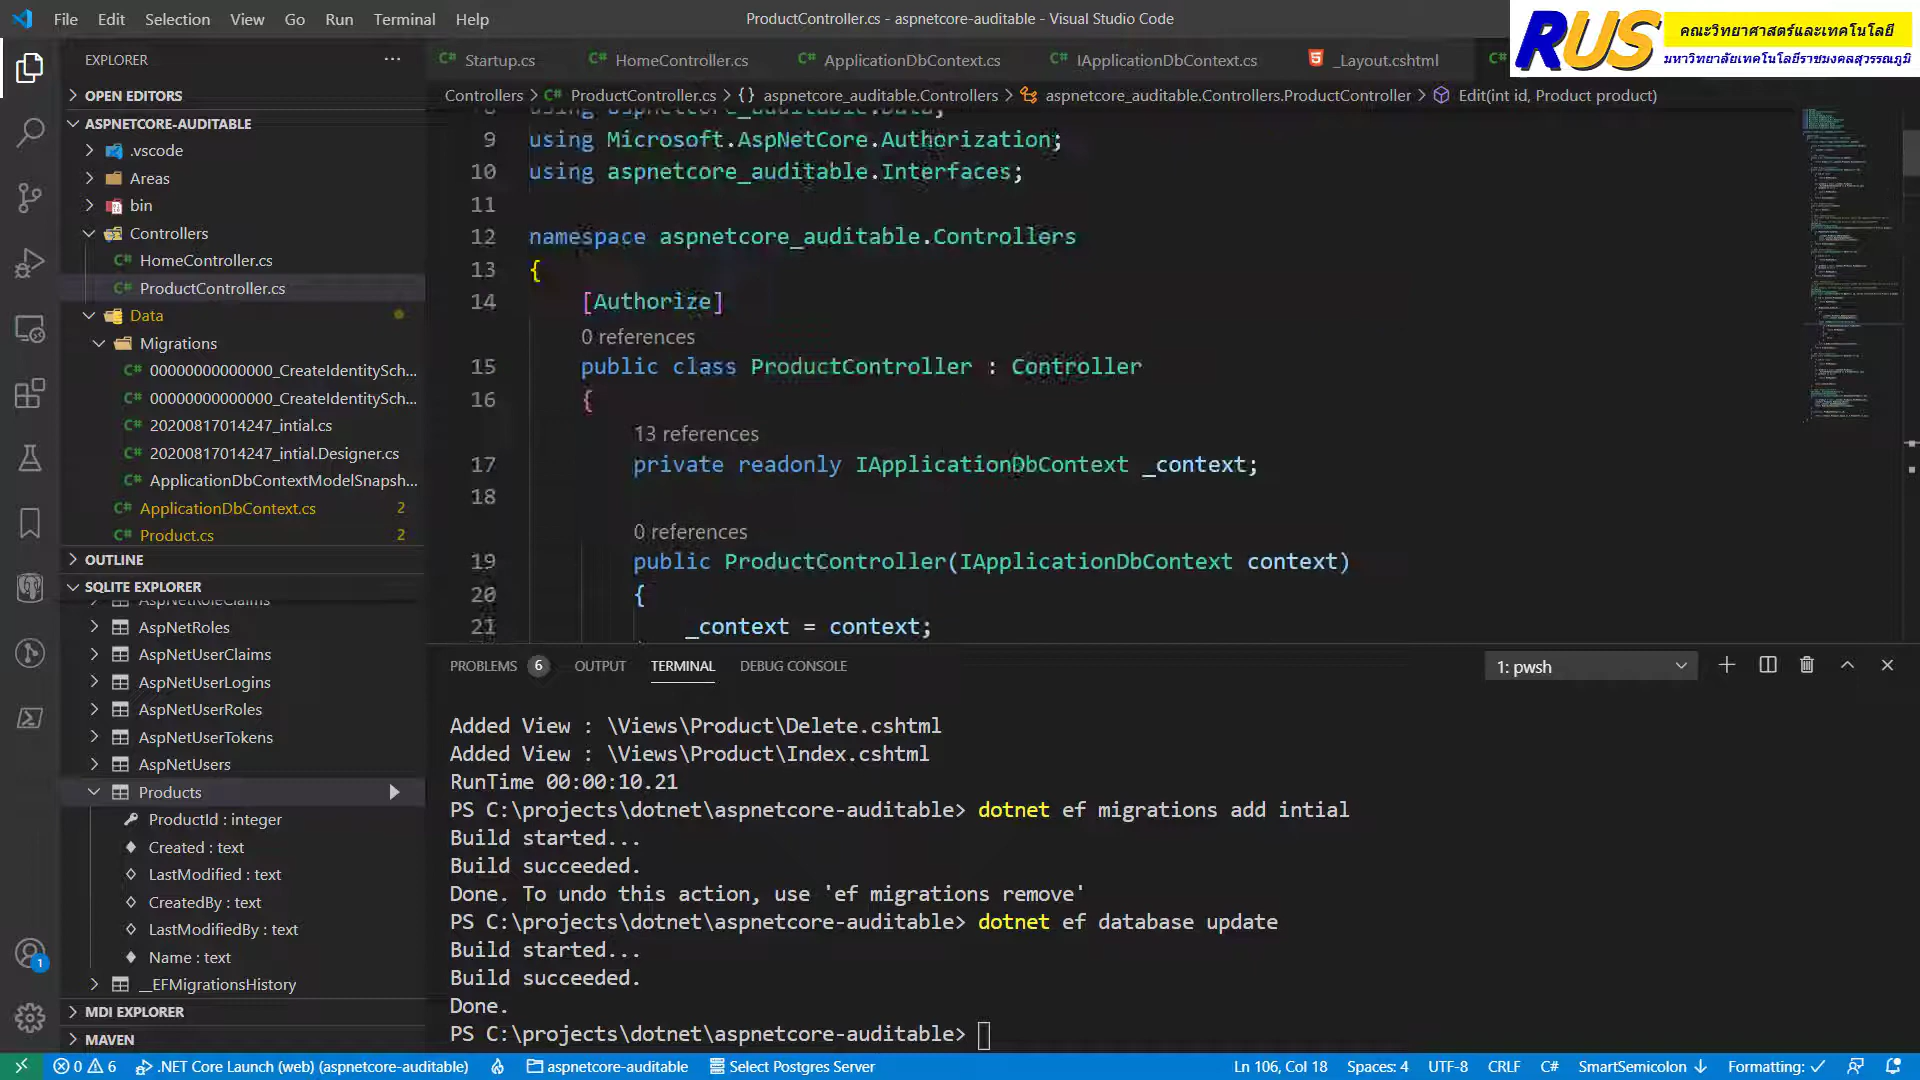 File Edit Selection View Go Run Terminal Help
ProductController.cs - aspnetcore-auditable - Visual Studio Code
RUS
คณะวิทยาศาสตร์และเทคโนโลยี
มหาวิทยาลัยเทคโนโลยีราชมงคลสุวรรณภูมิ
EXPLORER
OPEN EDITORS
ASPNETCORE-AUDITABLE
.vscode
Areas
bin
Controllers
HomeController.cs
ProductController.cs
Data
Migrations
00000000000000_CreateIdentitySch...
00000000000000_CreateIdentitySch...
20200817014247_intial.cs
20200817014247_intial.Designer.cs
ApplicationDbContextModelSnapsh...
ApplicationDbContext.cs 2
Product.cs 2
OUTLINE
SQLITE EXPLORER
AspNetRoleClaims
AspNetRoles
AspNetUserClaims
AspNetUserLogins
AspNetUserRoles
AspNetUserTokens
AspNetUsers
Products
ProductId : integer
Created : text
LastModified : text
CreatedBy : text
LastModifiedBy : text
Name : text
__EFMigrationsHistory
MDI EXPLORER
MAVEN
1
Startup.cs HomeController.cs ApplicationDbContext.cs IApplicationDbContext.cs _Layout.cshtml
Controllers > ProductController.cs > {} aspnetcore_auditable.Controllers > aspnetcore_auditable.Controllers.ProductController > Edit(int id, Product product)
8 using aspnetcore_auditable.Data;
9 using Microsoft.AspNetCore.Authorization;
10 using aspnetcore_auditable.Interfaces;
11
12 namespace aspnetcore_auditable.Controllers
13 {
14 [Authorize]
0 references
15 public class ProductController : Controller
16 {
13 references
17 private readonly IApplicationDbContext _context;
18
0 references
19 public ProductController(IApplicationDbContext context)
20 {
21 _context = context;
PROBLEMS 6 OUTPUT TERMINAL DEBUG CONSOLE
1: pwsh
Added View : \Views\Product\Delete.cshtml
Added View : \Views\Product\Index.cshtml
RunTime 00:00:10.21
PS C:\projects\dotnet\aspnetcore-auditable> dotnet ef migrations add intial
Build started...
Build succeeded.
Done. To undo this action, use 'ef migrations remove'
PS C:\projects\dotnet\aspnetcore-auditable> dotnet ef database update
Build started...
Build succeeded.
Done.
PS C:\projects\dotnet\aspnetcore-auditable>
0 6 .NET Core Launch (web) (aspnetcore-auditable) aspnetcore-auditable Select Postgres Server Ln 106, Col 18 Spaces: 4 UTF-8 CRLF C# SmartSemicolon ↓ Formatting: ✓